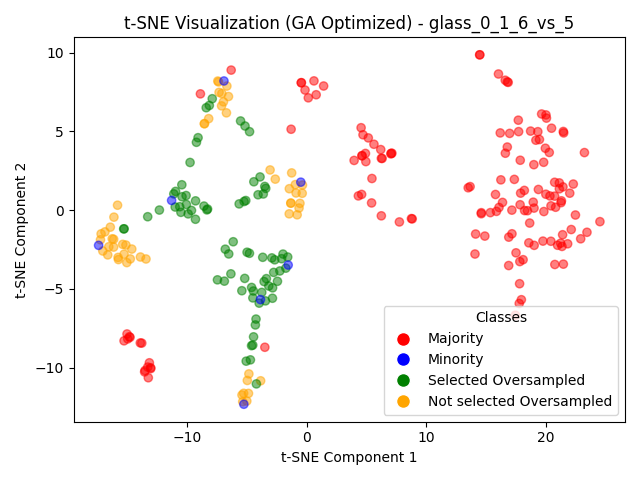 t-SNE Visualization (GA Optimized) - glass_0_1_6_vs_5
t-SNE Component 2
10
5
0
−5
−10
−10
0
10
20
t-SNE Component 1
Classes
Majority
Minority
Selected Oversampled
Not selected Oversampled